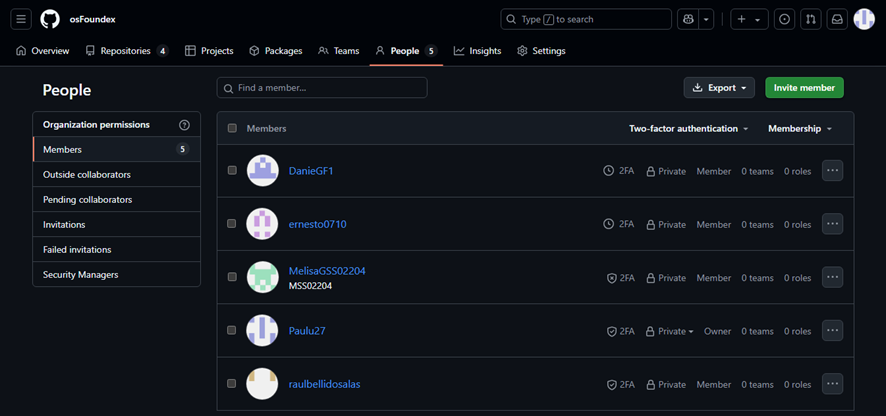 osFoundex
Type / to search
Overview
Repositories 4
Projects
Packages
Teams
People 5
Insights
Settings
People
Find a member...
Export
Invite member
Organization permissions
Members 5
Outside collaborators
Pending collaborators
Invitations
Failed invitations
Security Managers
Members Two-factor authentication Membership
DanieGF1 2FA Private Member 0 teams 0 roles
ernesto0710 2FA Private Member 0 teams 0 roles
MelisaGSS02204 2FA Private Member 0 teams 0 roles
MSS02204
Paulu27 2FA Private Owner 0 teams 0 roles
raulbellidosalas 2FA Private Member 0 teams 0 roles